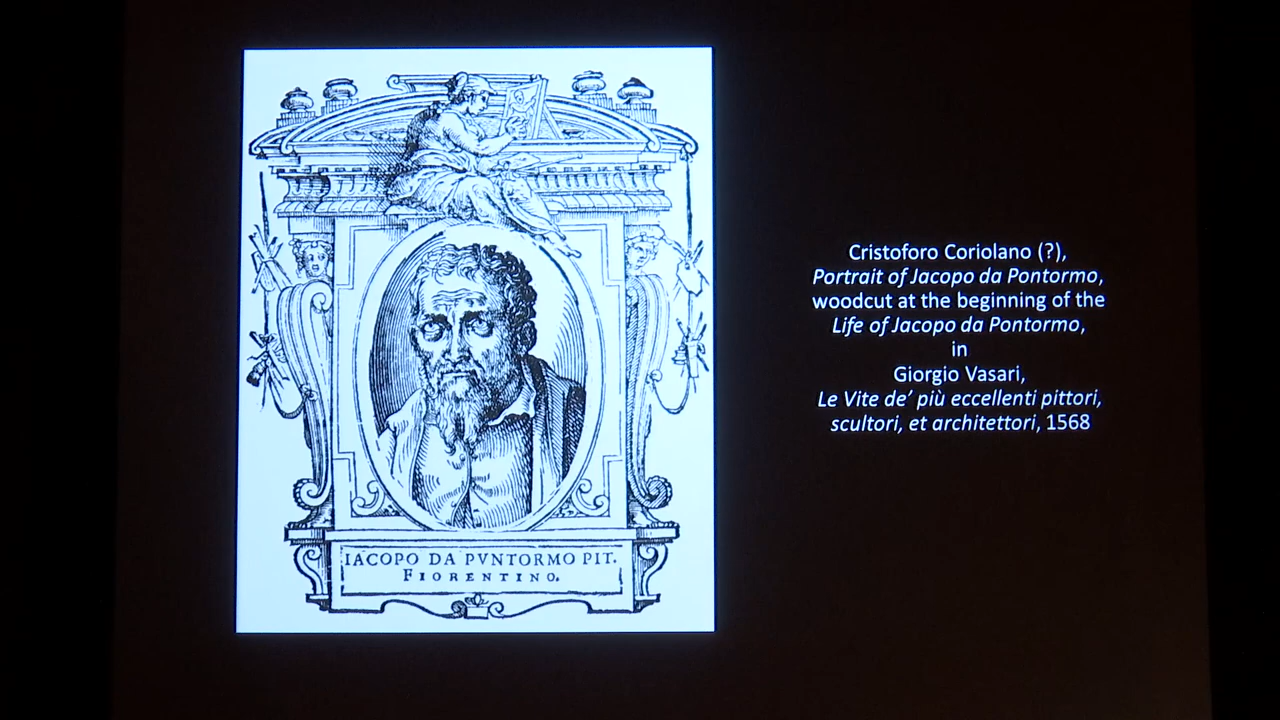 IACOPO DA PVNTORMO PIT.
FIORENTINO.
Cristoforo Coriolano (?),
Portrait of Jacopo da Pontormo,
woodcut at the beginning of the
Life of Jacopo da Pontormo,
in
Giorgio Vasari,
Le Vite de’ più eccellenti pittori,
scultori, et architettori, 1568